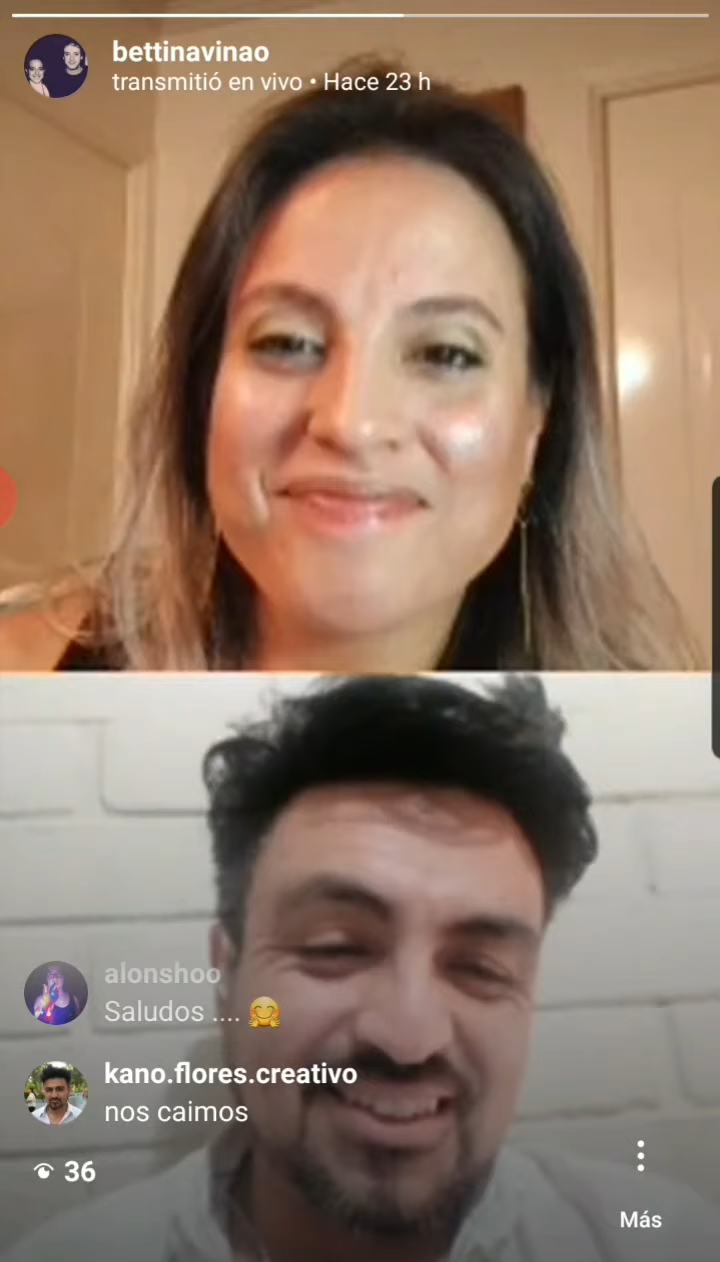 bettinavinao
transmitió en vivo • Hace 23 h
alonshoo
Saludos .... 🤗
kano.flores.creativo
nos caimos
36
Más